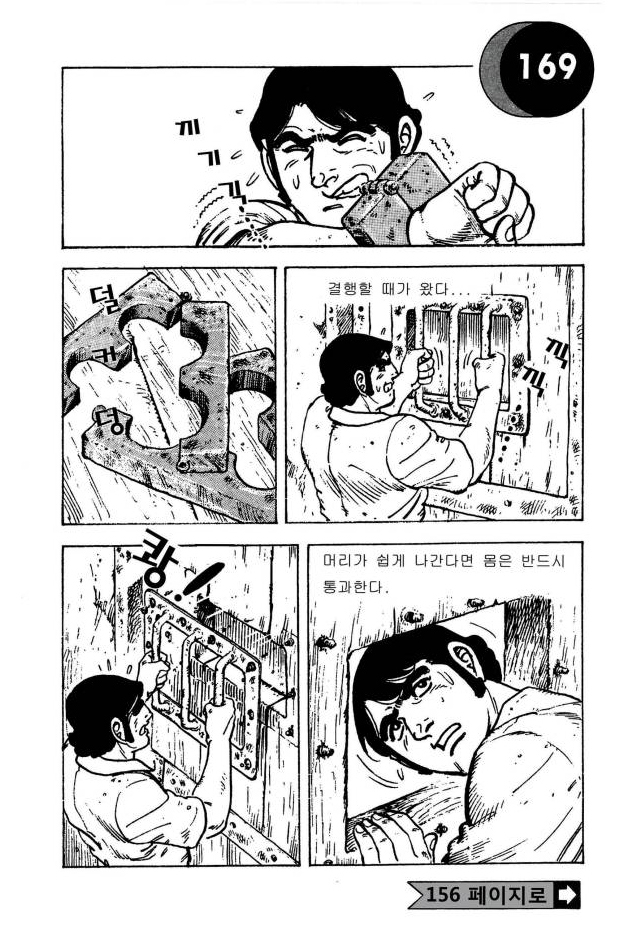 169
끼
기
긱
덜
커
덩
결행할 때가 왔다...
끽
끽
쾅!
머리가 쉽게 나간다면 몸은 반드시
통과한다.
156 페이지로